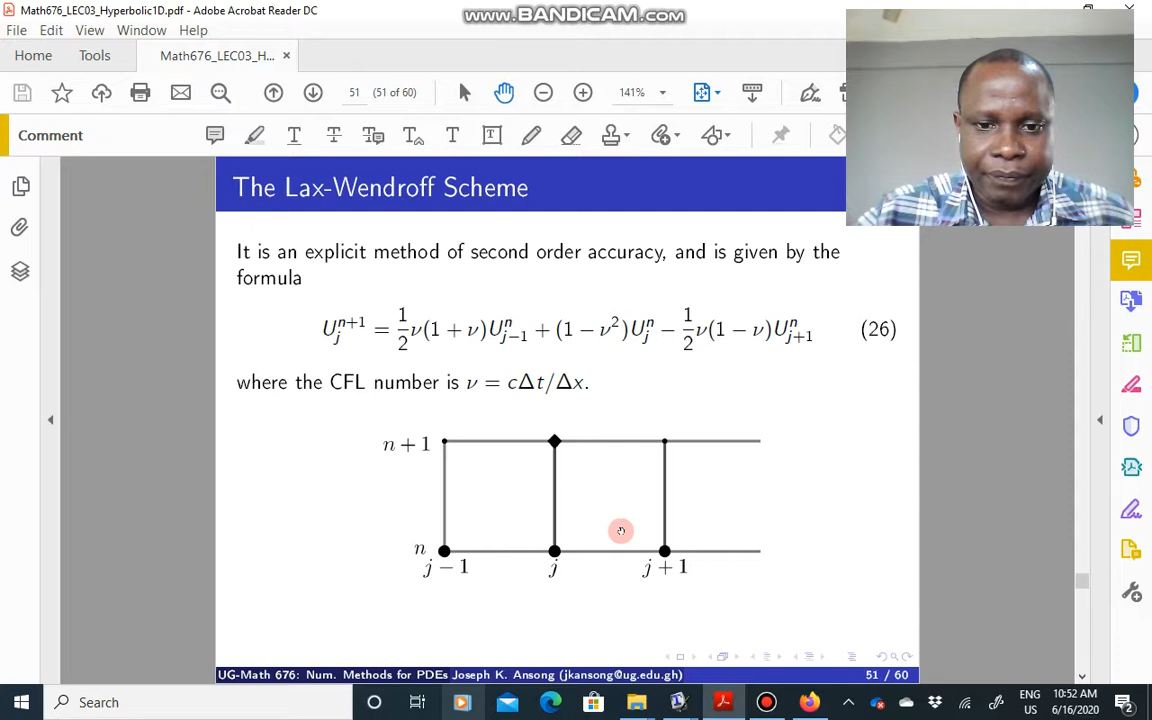 Math676_LEC03_Hyperbolic1D.pdf - Adobe Acrobat Reader DC
www.BANDICAM.com
File Edit View Window Help
Home Tools Math676_LEC03_H... ×
51 (51 of 60) 141%
Comment
The Lax-Wendroff Scheme
It is an explicit method of second order accuracy, and is given by the
formula
U_j^{n+1} = \frac{1}{2}ν(1 + ν)U_{j−1}^n + (1 − ν^2)U_j^n − \frac{1}{2}ν(1 − ν)U_{j+1}^n (26)
where the CFL number is ν = cΔt/Δx.
n + 1
n
j − 1 j j + 1
UG-Math 676: Num. Methods for PDEs Joseph K. Ansong (jkansong@ug.edu.gh) 51 / 60
Search
ENG
US
10:52 AM
6/16/2020
2